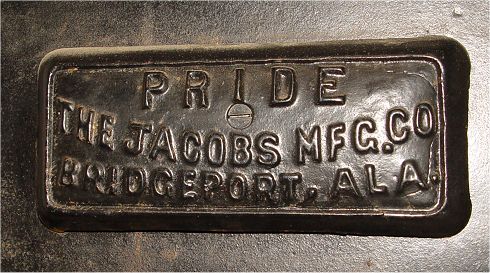 PRIDE
THE JACOBS MFG.CO
BRIDGEPORT, ALA.